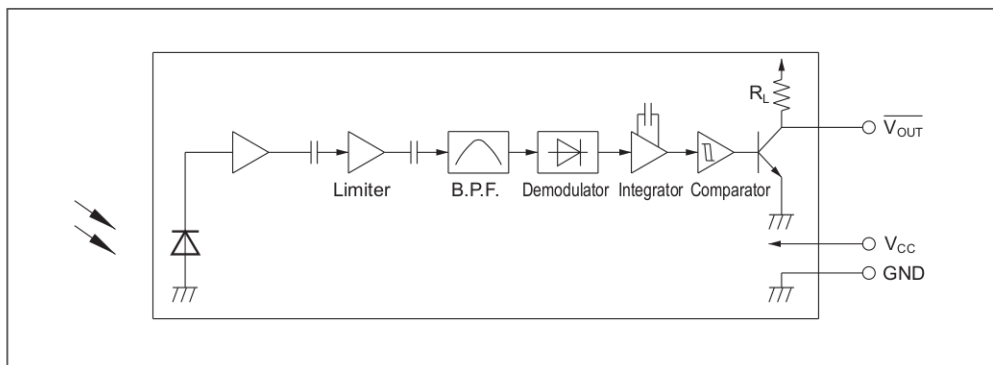 R_L
V_OUT
Limiter
B.P.F.
Demodulator
Integrator
Comparator
V_CC
GND